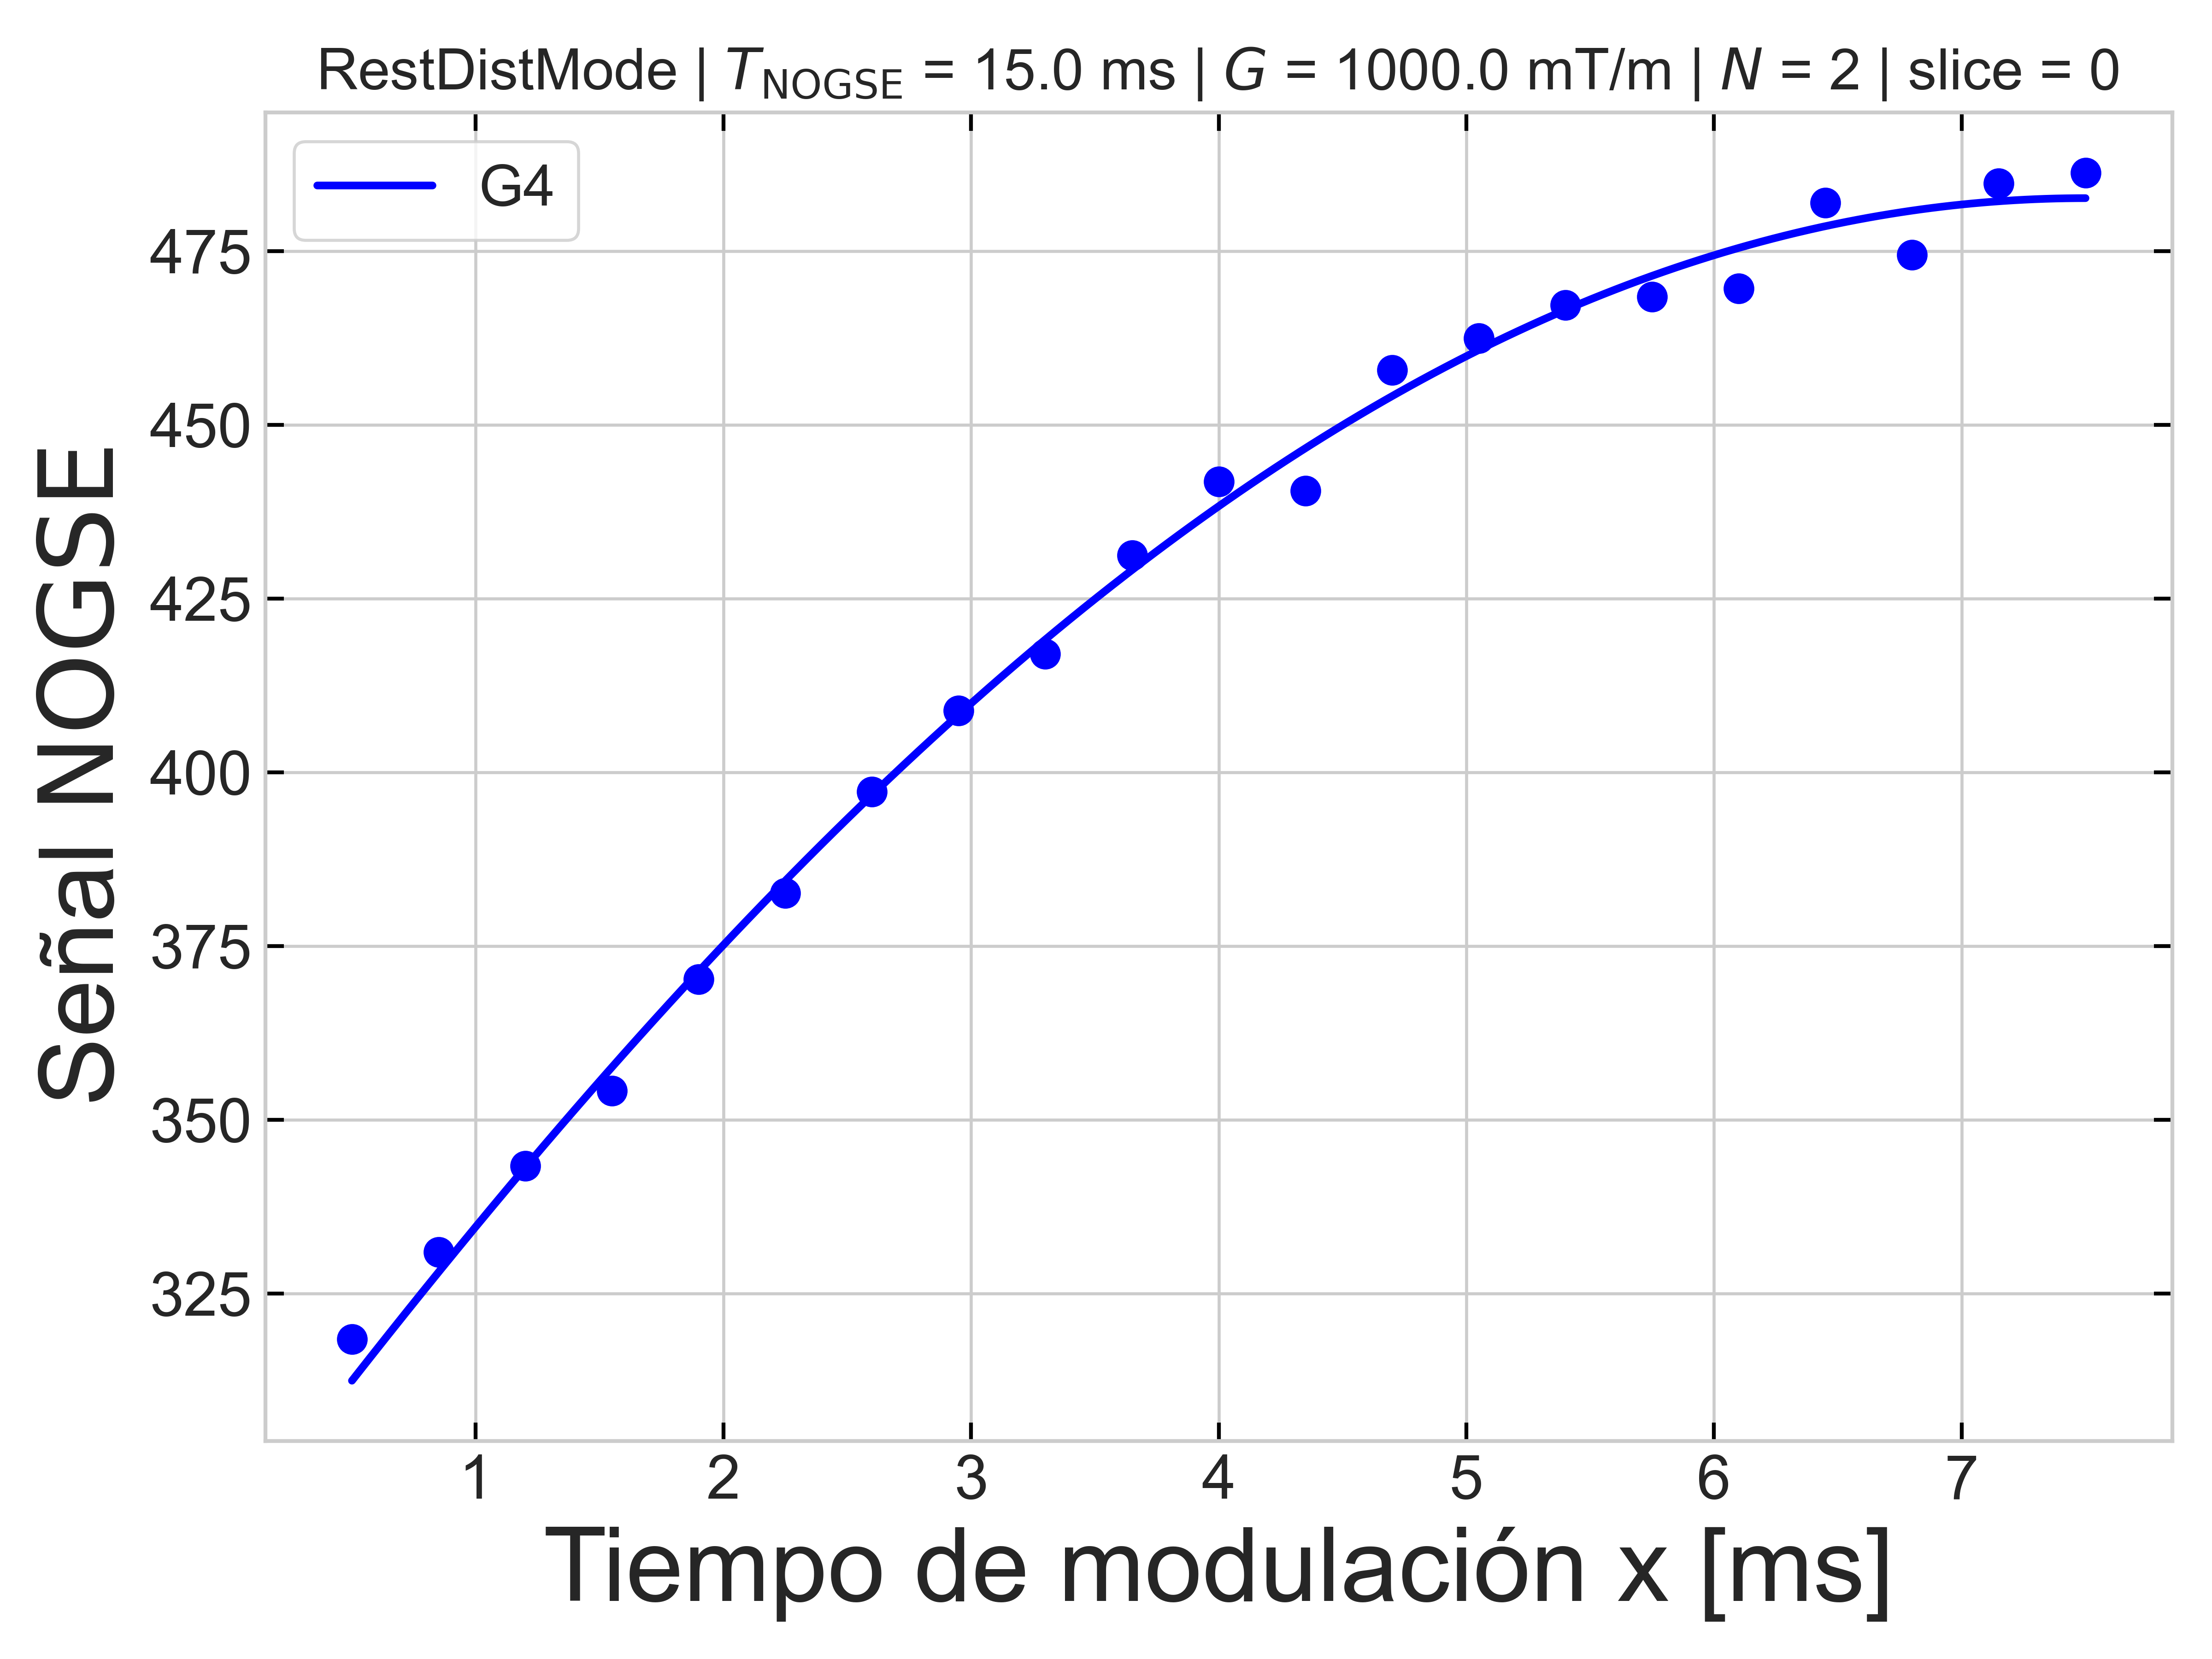 RestDistMode | T_NOGSE = 15.0 ms | G = 1000.0 mT/m | N = 2 | slice = 0
G4
475
450
425
400
375
350
325
Señal NOGSE
1 2 3 4 5 6 7
Tiempo de modulación x [ms]